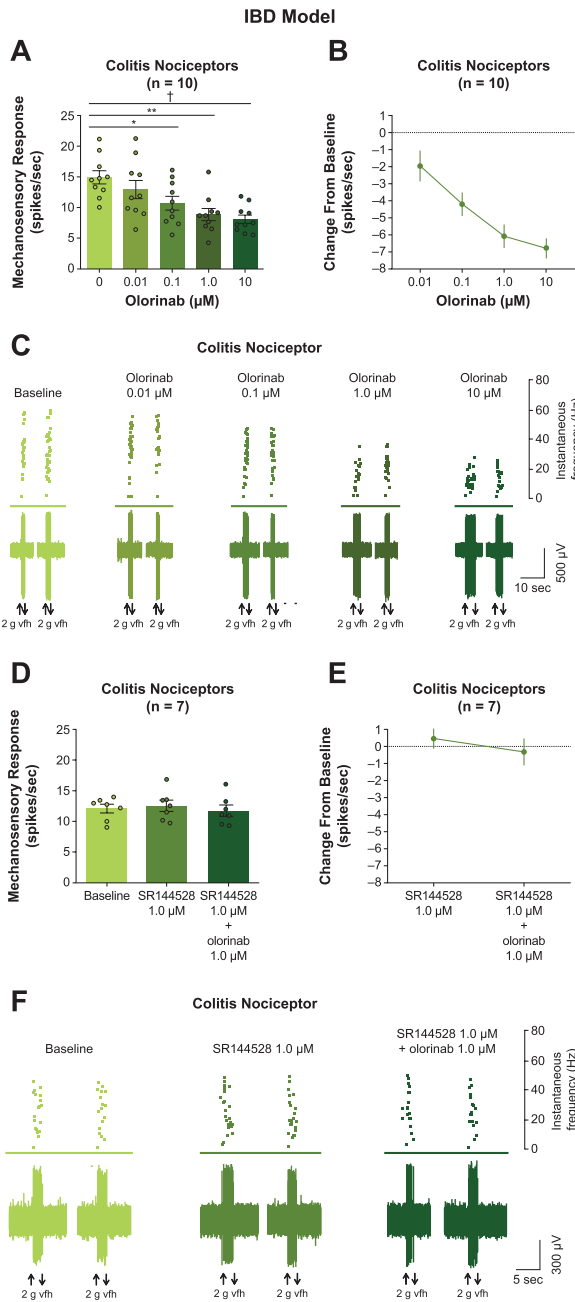 IBD Model
A
Colitis Nociceptors
(n = 10)
†
**
*
Mechanosensory Response
(spikes/sec)
25
20
15
10
5
0
0 0.01 0.1 1.0 10
Olorinab (µM)
B
Colitis Nociceptors
(n = 10)
Change From Baseline
(spikes/sec)
1
0
–1
–2
–3
–4
–5
–6
–7
–8
0.01 0.1 1.0 10
Olorinab (µM)
C
Colitis Nociceptor
Baseline
Olorinab
0.01 µM
Olorinab
0.1 µM
Olorinab
1.0 µM
Olorinab
10 µM
80
60
40
20
0
Instantaneous
frequency (Hz)
500 µV
10 sec
2 g vfh 2 g vfh 2 g vfh 2 g vfh 2 g vfh 2 g vfh 2 g vfh 2 g vfh 2 g vfh 2 g vfh
D
Colitis Nociceptors
(n = 7)
Mechanosensory Response
(spikes/sec)
25
20
15
10
5
0
Baseline
SR144528
1.0 µM
SR144528
1.0 µM
+
olorinab
1.0 µM
E
Colitis Nociceptors
(n = 7)
Change From Baseline
(spikes/sec)
1
0
–1
–2
–3
–4
–5
–6
–7
–8
SR144528
1.0 µM
SR144528
1.0 µM
+
olorinab
1.0 µM
F
Colitis Nociceptor
Baseline
SR144528 1.0 µM
SR144528 1.0 µM
+ olorinab 1.0 µM
80
60
40
20
0
Instantaneous
frequency (Hz)
300 µV
5 sec
2 g vfh 2 g vfh 2 g vfh 2 g vfh 2 g vfh 2 g vfh